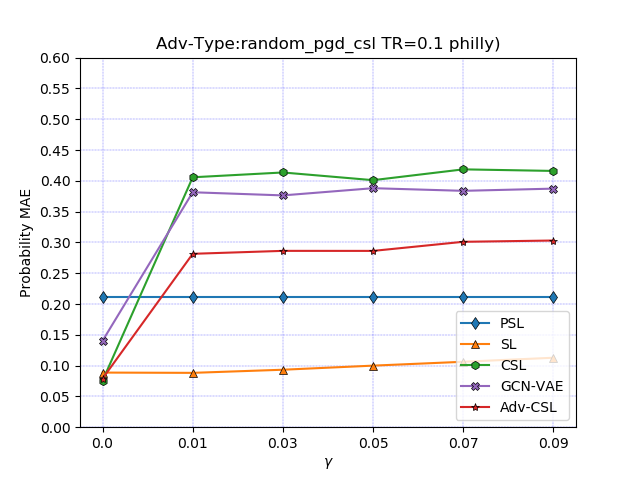 Adv-Type:random_pgd_csl TR=0.1 philly)
Probability MAE
0.60
0.55
0.50
0.45
0.40
0.35
0.30
0.25
0.20
0.15
0.10
0.05
0.00
PSL
SL
CSL
GCN-VAE
Adv-CSL
0.0 0.01 0.03 0.05 0.07 0.09
γ